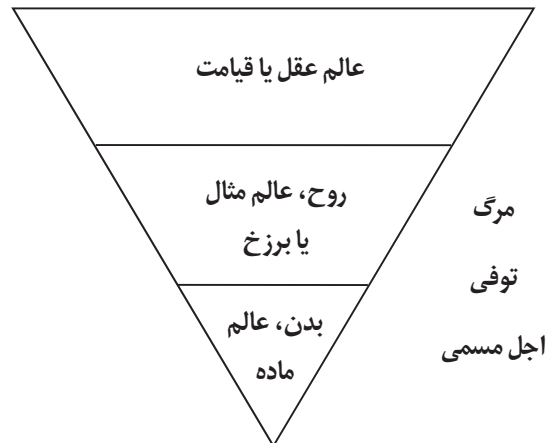 عالم عقل یا قیامت
روح، عالم مثال
یا برزخ
بدن، عالم
ماده
مرگ
توفی
اجل مسمی